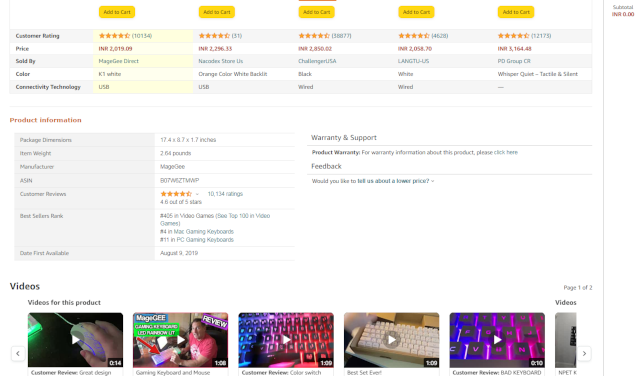 Subtotal
INR 0.00
Add to Cart Add to Cart Add to Cart Add to Cart Add to Cart
Customer Rating (10134) (31) (38877) (4628) (12173)
Price INR 2,019.09 INR 2,296.33 INR 2,850.02 INR 2,058.70 INR 3,164.48
Sold By MageGee Direct Nacodex Store Us ChallengerUSA LANGTU-US PD Group CR
Color K1 white Orange Color White Backlit Black White Whisper Quiet – Tactile & Silent
Connectivity Technology USB USB Wired Wired —
Product information
Package Dimensions 17.4 x 8.7 x 1.7 inches
Item Weight 2.64 pounds
Manufacturer MageGee
ASIN B07W6ZTMWP
Customer Reviews 10,134 ratings
4.6 out of 5 stars
Best Sellers Rank #405 in Video Games (See Top 100 in Video
Games)
#4 in Mac Gaming Keyboards
#11 in PC Gaming Keyboards
Date First Available August 9, 2019
Warranty & Support
Product Warranty: For warranty information about this product, please click here
Feedback
Would you like to tell us about a lower price?
Videos Page 1 of 2
Videos for this product Videos
MageGEE
GAMING KEYBOARD
LED RAINBOW LIT
REVIEW
0:14 1:08 1:09 1:09 0:10
Customer Review: Great design
Gaming Keyboard and Mouse
Customer Review: Color switch
Best Set Ever!
Customer Review: BAD KEYBOARD
NPET K